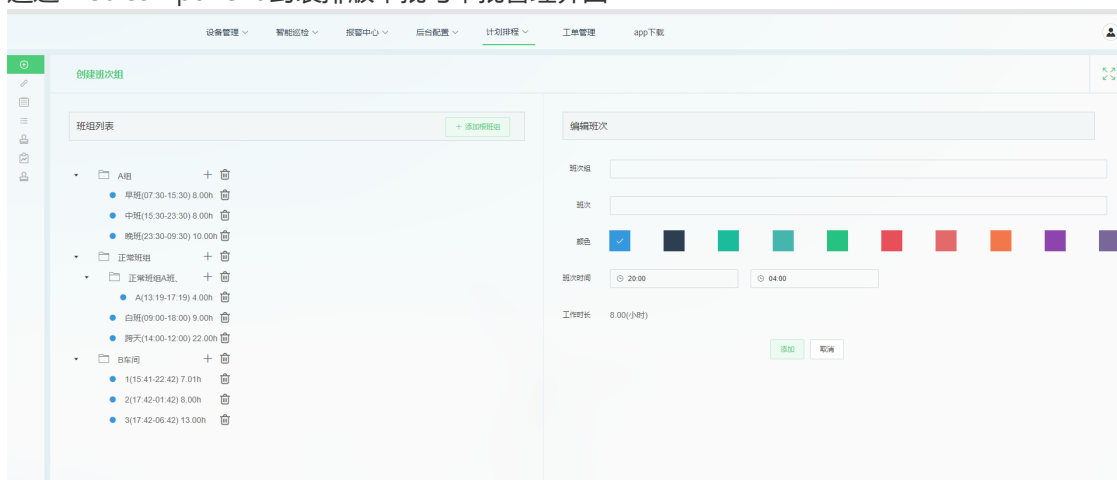 设备管理 智能巡检 报警中心 后台配置 计划排程 工单管理 app下载
创建班次组
班组列表
+ 添加根班组
A组
早班(07:30-15:30) 8.00h
中班(15:30-23:30) 8.00h
晚班(23:30-09:30) 10.00h
正常班组
正常班组A班、
A(13:19-17:19) 4.00h
白班(09:00-18:00) 9.00h
跨天(14:00-12:00) 22.00h
B车间
1(15:41-22:42) 7.01h
2(17:42-01:42) 8.00h
3(17:42-06:42) 13.00h
编辑班次
班次组
班次
颜色
班次时间 20:00 04:00
工作时长 8.00(小时)
添加 取消